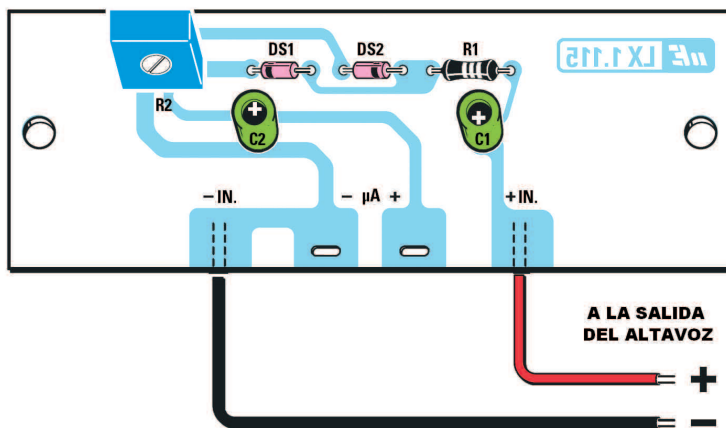 DS1 DS2 R1
LX 1.115
R2
+
C2
+
C1
– IN. – µA + + IN.
A LA SALIDA
DEL ALTAVOZ
+
–